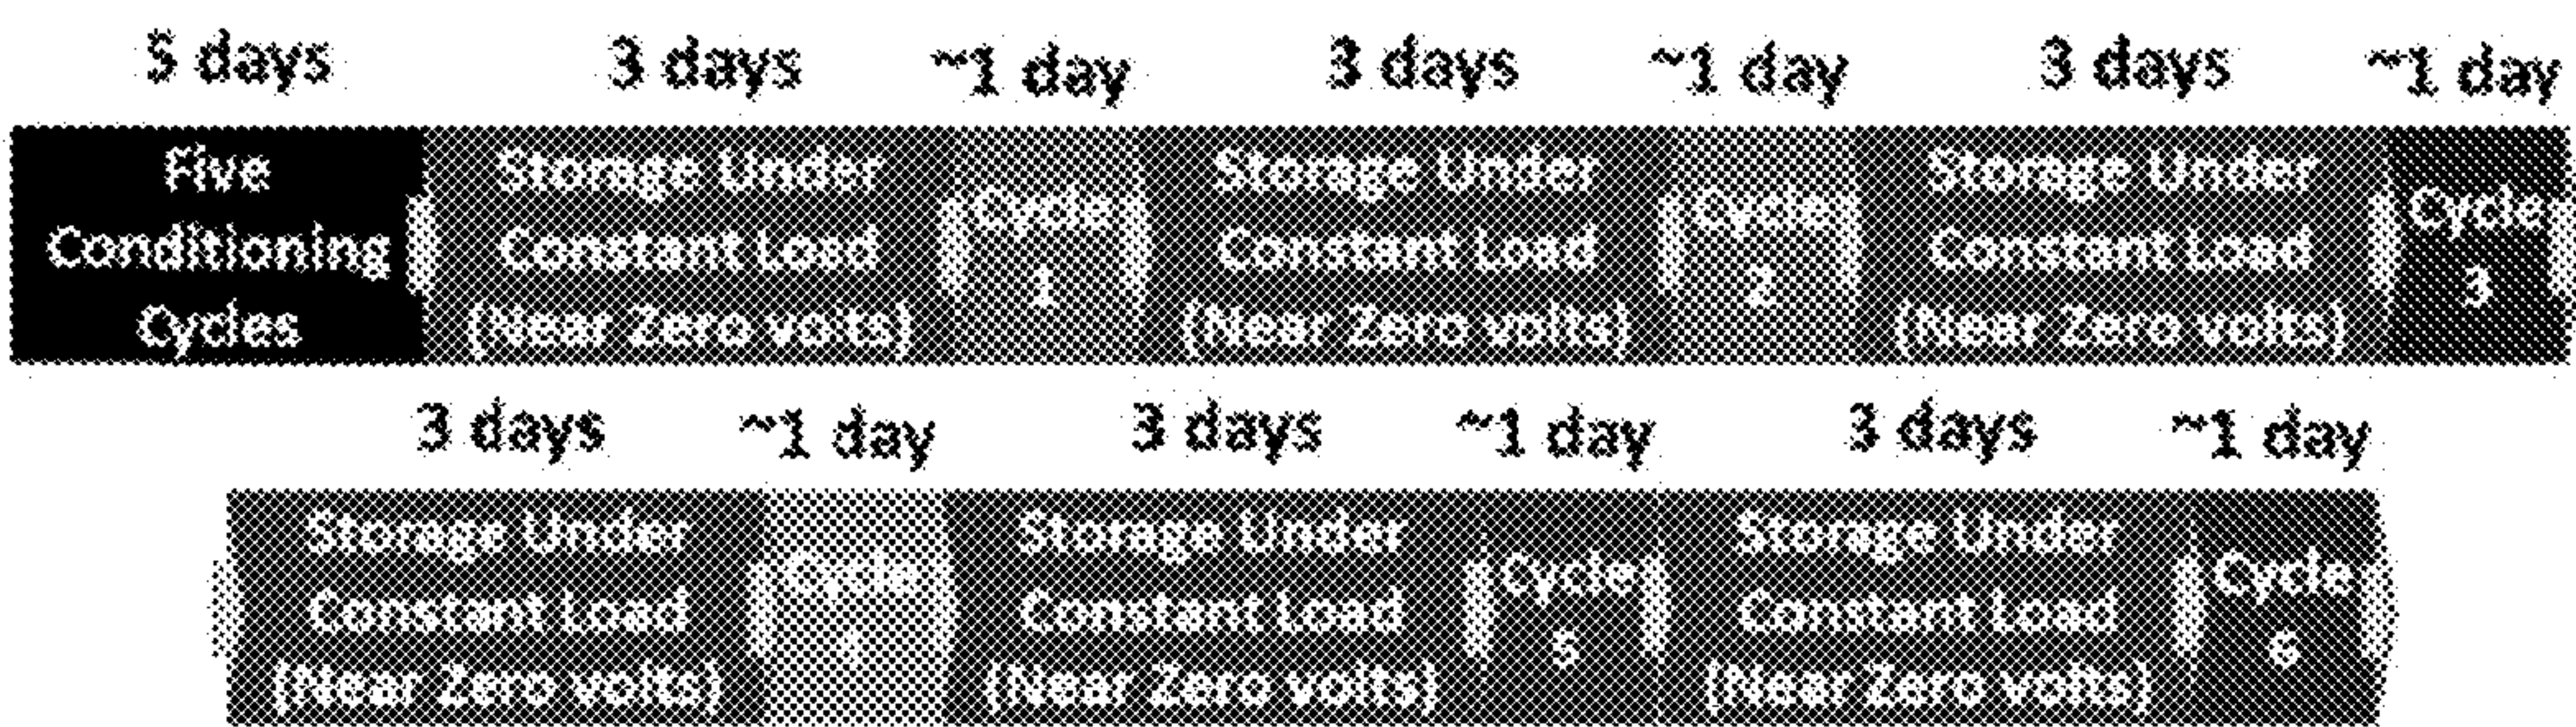 5 days
3 days
~1 day
3 days
~1 day
3 days
~1 day
Five
Conditioning
Cycles
Storage Under
Constant Load
(Near Zero volts)
Cycle
1
Storage Under
Constant Load
(Near Zero volts)
Cycle
2
Storage Under
Constant Load
(Near Zero volts)
Cycle
3
3 days
~1 day
3 days
~1 day
3 days
~1 day
Storage Under
Constant Load
(Near Zero volts)
Cycle
4
Storage Under
Constant Load
(Near Zero volts)
Cycle
5
Storage Under
Constant Load
(Near Zero volts)
Cycle
6